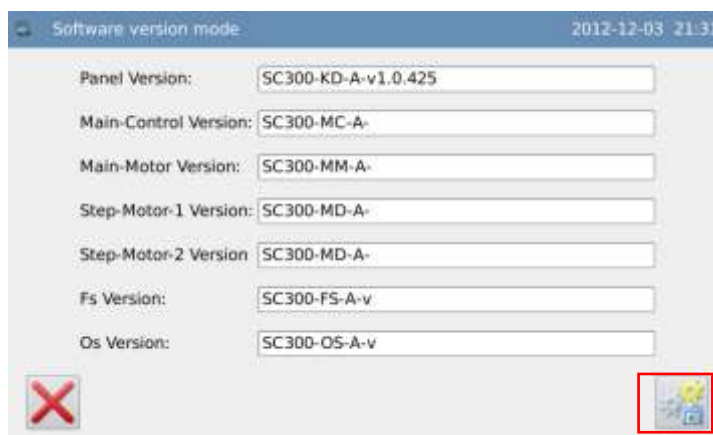 Software version mode 2012-12-03 21:3
Panel Version: SC300-KD-A-v1.0.425
Main-Control Version: SC300-MC-A-
Main-Motor Version: SC300-MM-A-
Step-Motor-1 Version: SC300-MD-A-
Step-Motor-2 Version SC300-MD-A-
Fs Version: SC300-FS-A-v
Os Version: SC300-OS-A-v